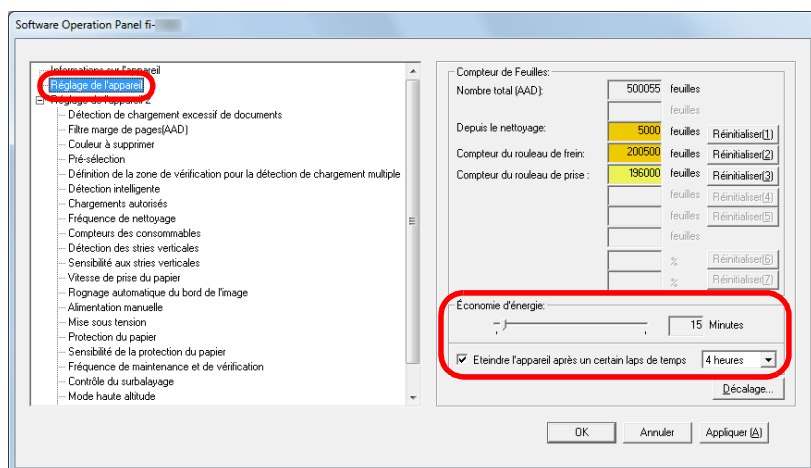 Software Operation Panel fi-
Informations sur l'appareil
Réglage de l'appareil
Réglage de l'appareil 2
Détection de chargement excessif de documents
Filtre marge de pages(AAD)
Couleur à supprimer
Pré-sélection
Définition de la zone de vérification pour la détection de chargement multiple
Détection intelligente
Chargements autorisés
Fréquence de nettoyage
Compteurs des consommables
Détection des stries verticales
Sensibilité aux stries verticales
Vitesse de prise du papier
Rognage automatique du bord de l'image
Alimentation manuelle
Mise sous tension
Protection du papier
Sensibilité de la protection du papier
Fréquence de maintenance et de vérification
Contrôle du surbalayage
Mode haute altitude
Compteur de Feuilles:
Nombre total (AAD): 500055 feuilles
feuilles
Depuis le nettoyage: 5000 feuilles Réinitialiser(1)
Compteur du rouleau de frein: 200500 feuilles Réinitialiser(2)
Compteur du rouleau de prise : 196000 feuilles Réinitialiser(3)
feuilles Réinitialiser(4)
feuilles Réinitialiser(5)
feuilles
% Réinitialiser(6)
% Réinitialiser(7)
Économie d'énergie:
15 Minutes
Eteindre l'appareil après un certain laps de temps 4 heures
Décalage...
OK Annuler Appliquer (A)